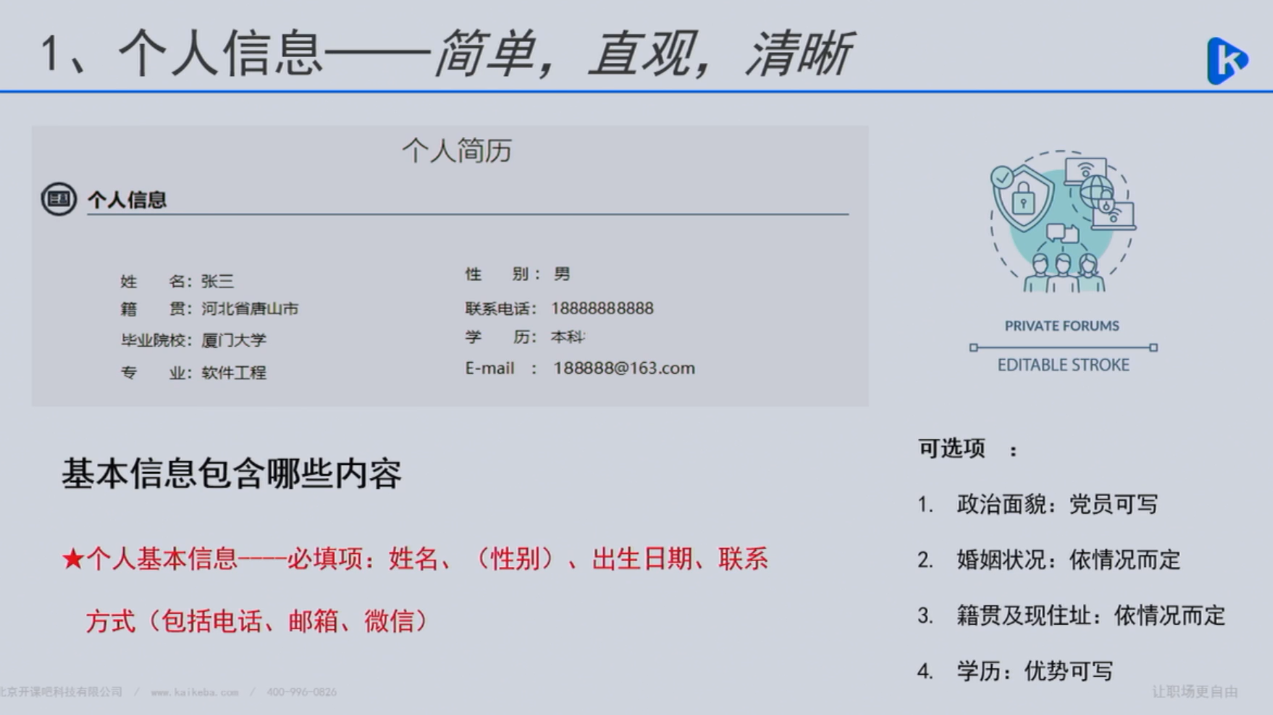 1、个人信息——简单，直观，清晰
个人简历
个人信息
姓 名：张三
性 别：男
籍 贯：河北省唐山市
联系电话：18888888888
毕业院校：厦门大学
学 历：本科
专 业：软件工程
E-mail ：188888@163.com
PRIVATE FORUMS
EDITABLE STROKE
基本信息包含哪些内容
★个人基本信息----必填项：姓名、（性别）、出生日期、联系
方式（包括电话、邮箱、微信）
可选项 ：
1. 政治面貌：党员可写
2. 婚姻状况：依情况而定
3. 籍贯及现住址：依情况而定
4. 学历：优势可写
北京开课吧科技有限公司 / www.kaikeba.com / 400-996-0826
让职场更自由